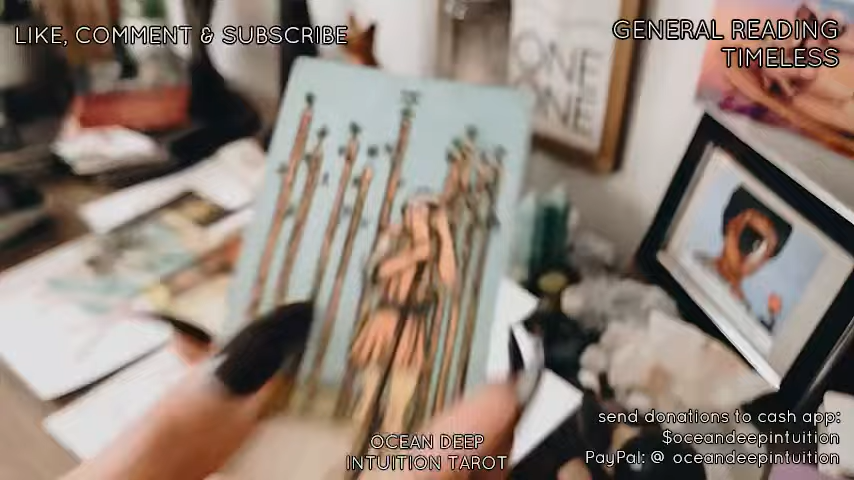 LIKE, COMMENT & SUBSCRIBE
GENERAL READING
TIMELESS
ONE
ONE
send donations to cash app:
$oceandeepintuition
PayPal: @ oceandeepintuition
OCEAN DEEP
INTUITION TAROT